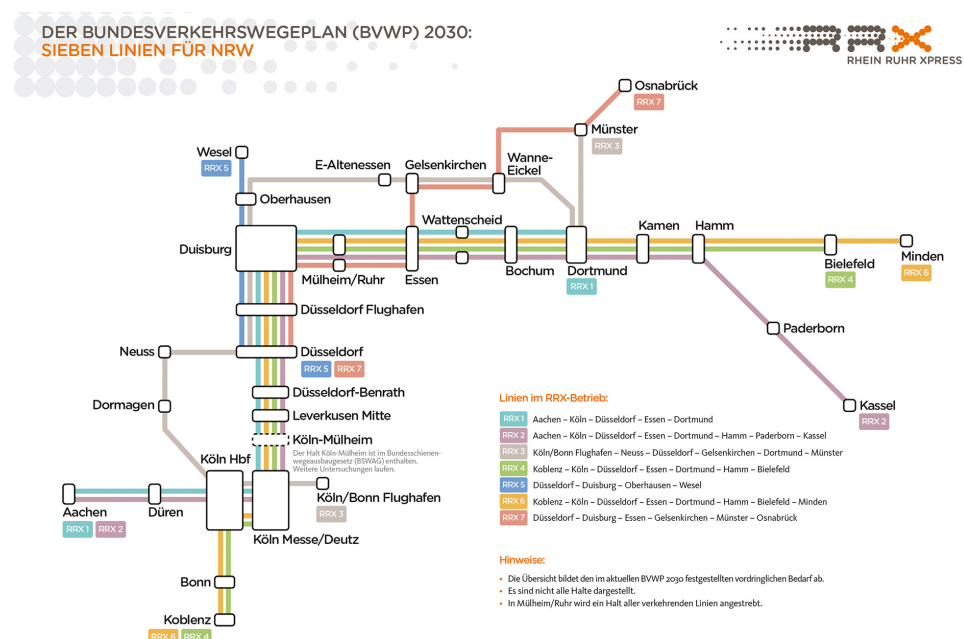 DER BUNDESVERKEHRSWEGEPLAN (BVWP) 2030:
SIEBEN LINIEN FÜR NRW
RRX
RHEIN RUHR XPRESS
Osnabrück
RRX 7
Münster
RRX 3
Wesel
RRX 5
E-Altenessen
Gelsenkirchen
Wanne-
Eickel
Oberhausen
Wattenscheid
Kamen
Hamm
Duisburg
Mülheim/Ruhr
Essen
Bochum
Dortmund
RRX 1
Bielefeld
RRX 4
Minden
RRX 6
Düsseldorf Flughafen
Paderborn
Neuss
Düsseldorf
RRX 5
RRX 7
Düsseldorf-Benrath
Dormagen
Leverkusen Mitte
Kassel
RRX 2
Köln-Mülheim
Der Halt Köln-Mülheim ist im Bundesschienen-
wegeausbaugesetz (BSWAG) enthalten.
Weitere Untersuchungen laufen.
Köln Hbf
Köln/Bonn Flughafen
RRX 3
Aachen
RRX 1
RRX 2
Düren
Köln Messe/Deutz
Bonn
Koblenz
RRX 6
RRX 4
Linien im RRX-Betrieb:
RRX 1 Aachen – Köln – Düsseldorf – Essen – Dortmund
RRX 2 Aachen – Köln – Düsseldorf – Essen – Dortmund – Hamm – Paderborn – Kassel
RRX 3 Köln/Bonn Flughafen – Neuss – Düsseldorf – Gelsenkirchen – Dortmund – Münster
RRX 4 Koblenz – Köln – Düsseldorf – Essen – Dortmund – Hamm – Bielefeld
RRX 5 Düsseldorf – Duisburg – Oberhausen – Wesel
RRX 6 Koblenz – Köln – Düsseldorf – Essen – Dortmund – Hamm – Bielefeld – Minden
RRX 7 Düsseldorf – Duisburg – Essen – Gelsenkirchen – Münster – Osnabrück
Hinweise:
• Die Übersicht bildet den im aktuellen BVWP 2030 festgestellten vordringlichen Bedarf ab.
• Es sind nicht alle Halte dargestellt.
• In Mülheim/Ruhr wird ein Halt aller verkehrenden Linien angestrebt.